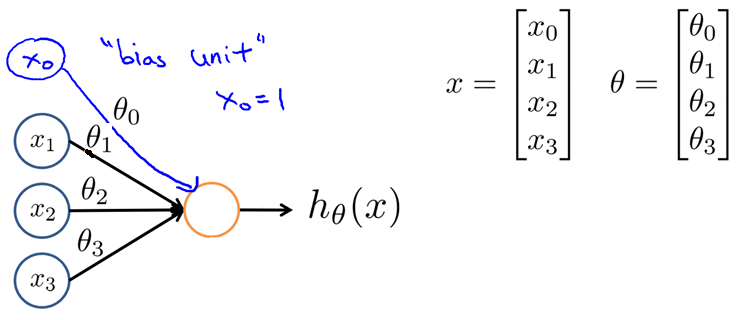 x₀ "bias unit"
x₀ = 1
θ₀
x₁ θ₁
x₂ θ₂
θ₃
x₃
h_θ(x)
x = [x₀ x₁ x₂ x₃]
θ = [θ₀ θ₁ θ₂ θ₃]